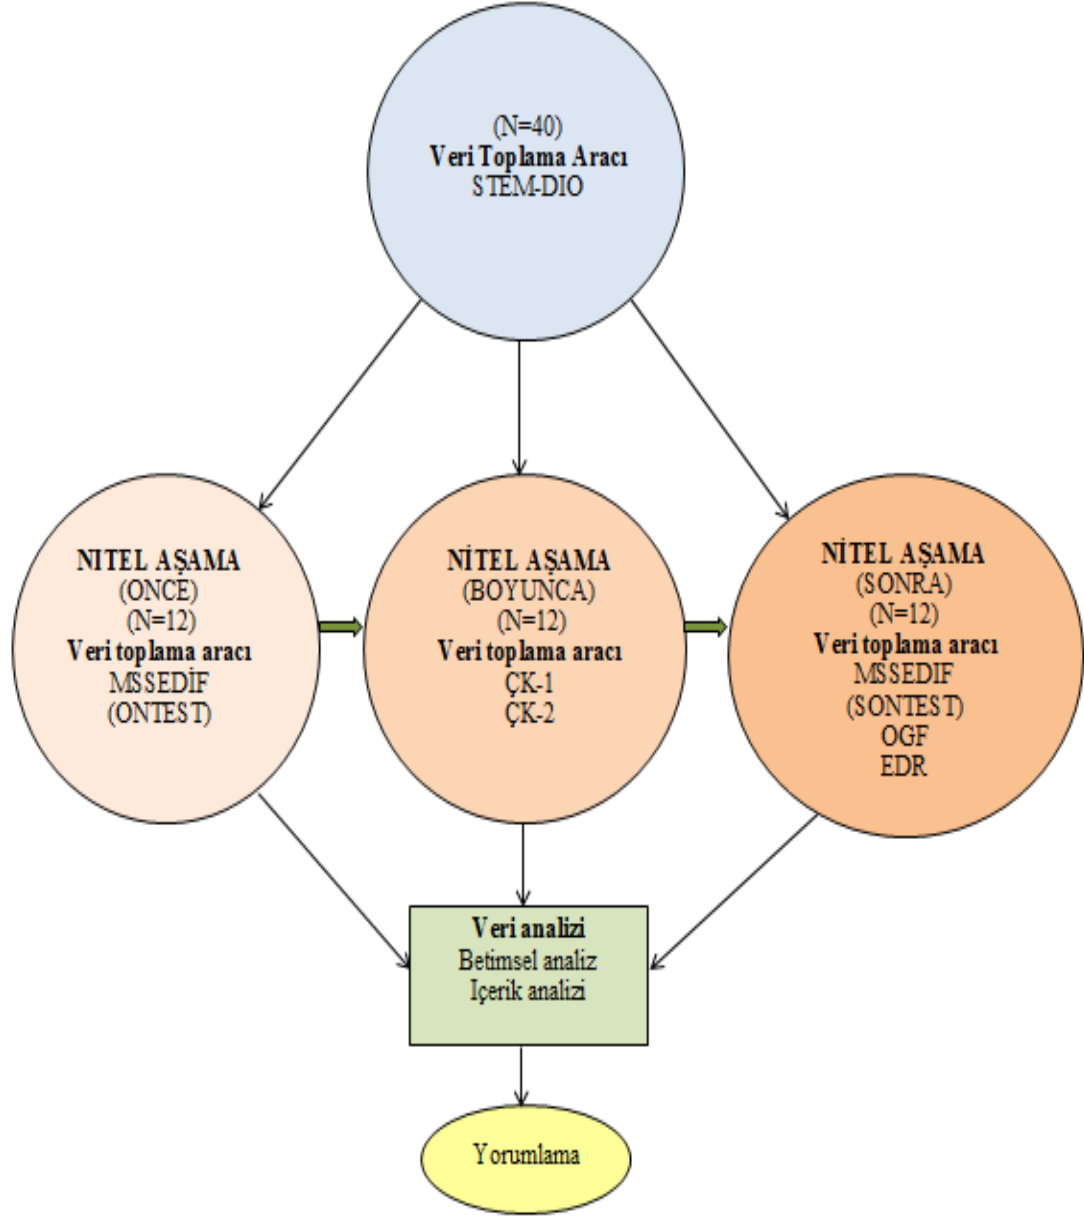 (N=40)
Veri Toplama Aracı
STEM-DIO
NITEL AŞAMA
(ONCE)
(N=12)
Veri toplama aracı
MSSEDİF
(ONTEST)
NİTEL AŞAMA
(BOYUNCA)
(N=12)
Veri toplama aracı
ÇK-1
ÇK-2
NİTEL AŞAMA
(SONRA)
(N=12)
Veri toplama aracı
MSSEDIF
(SONTEST)
OGF
EDR
Veri analizi
Betimsel analiz
Içerik analizi
Yorumlama